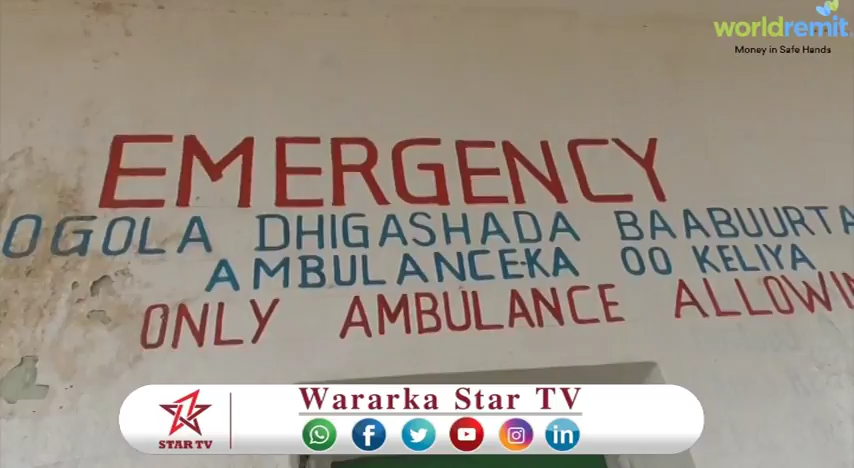 worldremit
Money in Safe Hands
EMERGENCY
OGOLA DHIGASHADA BAABUURTA
AMBULANCE-KA OO KELIYA
ONLY AMBULANCE ALLOWIN
Wararka Star TV
STAR TV